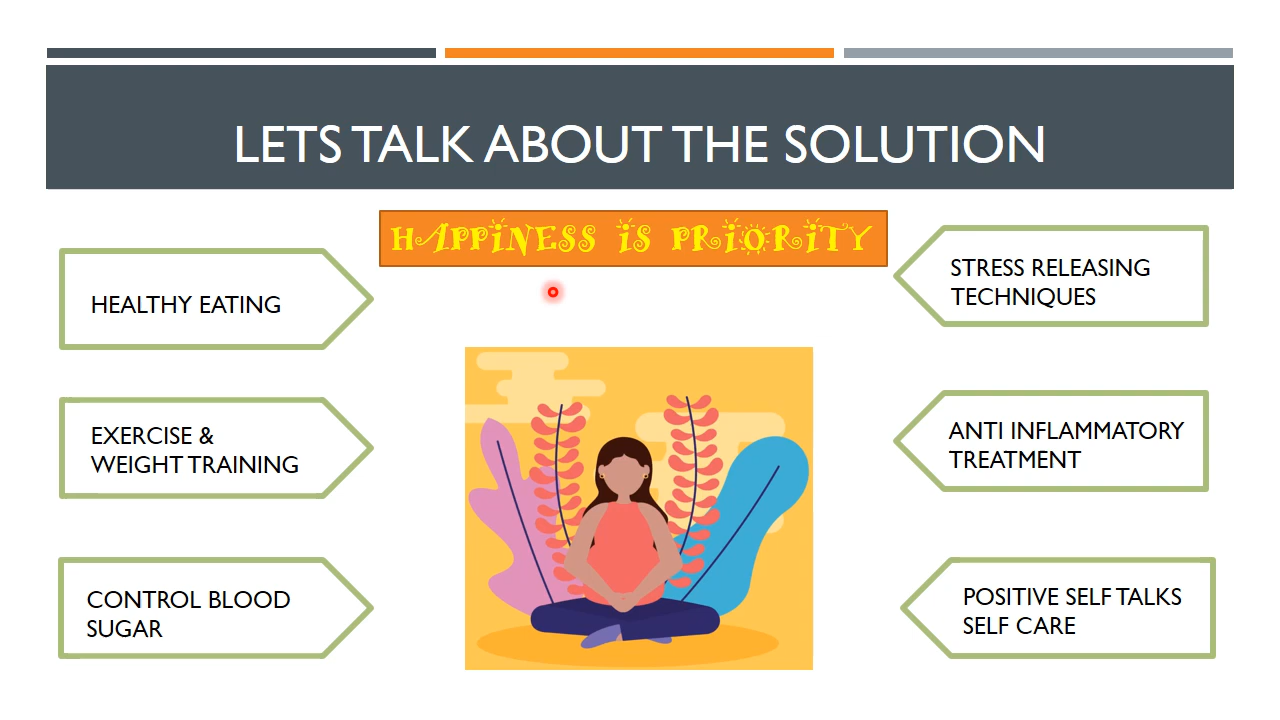 LETS TALK ABOUT THE SOLUTION
HAPPINESS IS PRIORITY
HEALTHY EATING
EXERCISE &
WEIGHT TRAINING
CONTROL BLOOD
SUGAR
STRESS RELEASING
TECHNIQUES
ANTI INFLAMMATORY
TREATMENT
POSITIVE SELF TALKS
SELF CARE